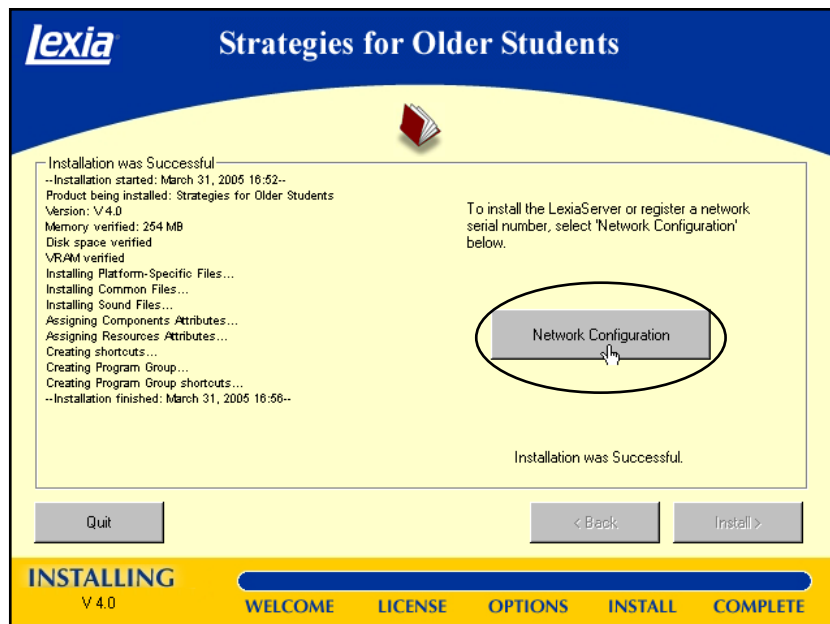 lexia
Strategies for Older Students
Installation was Successful
--Installation started: March 31, 2005 16:52--
Product being installed: Strategies for Older Students
Version: V 4.0
Memory verified: 254 MB
Disk space verified
VRAM verified
Installing Platform-Specific Files...
Installing Common Files...
Installing Sound Files...
Assigning Components Attributes...
Assigning Resources Attributes...
Creating shortcuts...
Creating Program Group...
Creating Program Group shortcuts...
--Installation finished: March 31, 2005 16:56--
To install the LexiaServer or register a network
serial number, select 'Network Configuration'
below.
Network Configuration
Installation was Successful.
Quit
< Back
Install >
INSTALLING
V 4.0
WELCOME LICENSE OPTIONS INSTALL COMPLETE